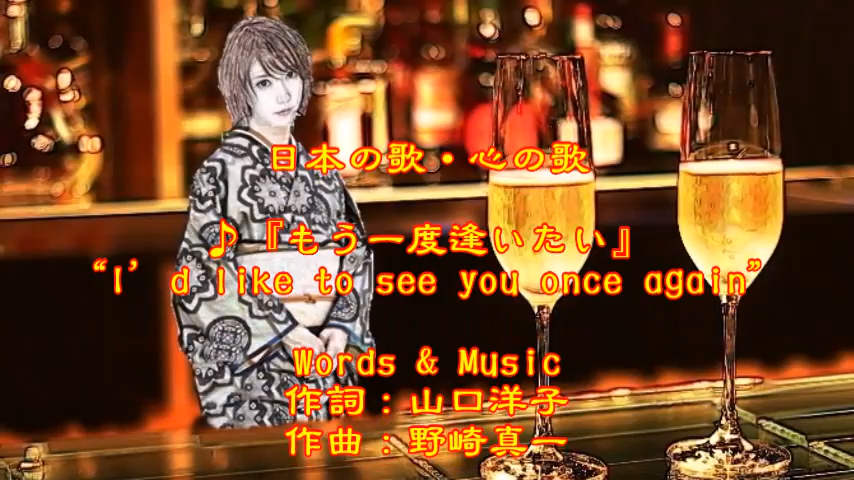 日本の歌・心の歌
♪『もう一度逢いたい』
“I’d like to see you once again”
Words & Music
作詞：山口洋子
作曲：野崎真一